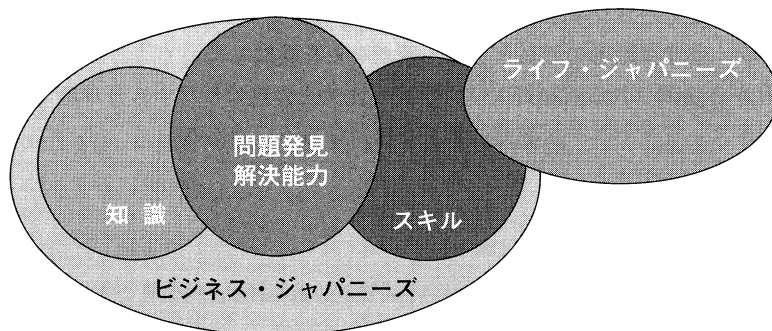 ライフ・ジャパニーズ
問題発見
解決能力
知 識
スキル
ビジネス・ジャパニーズ